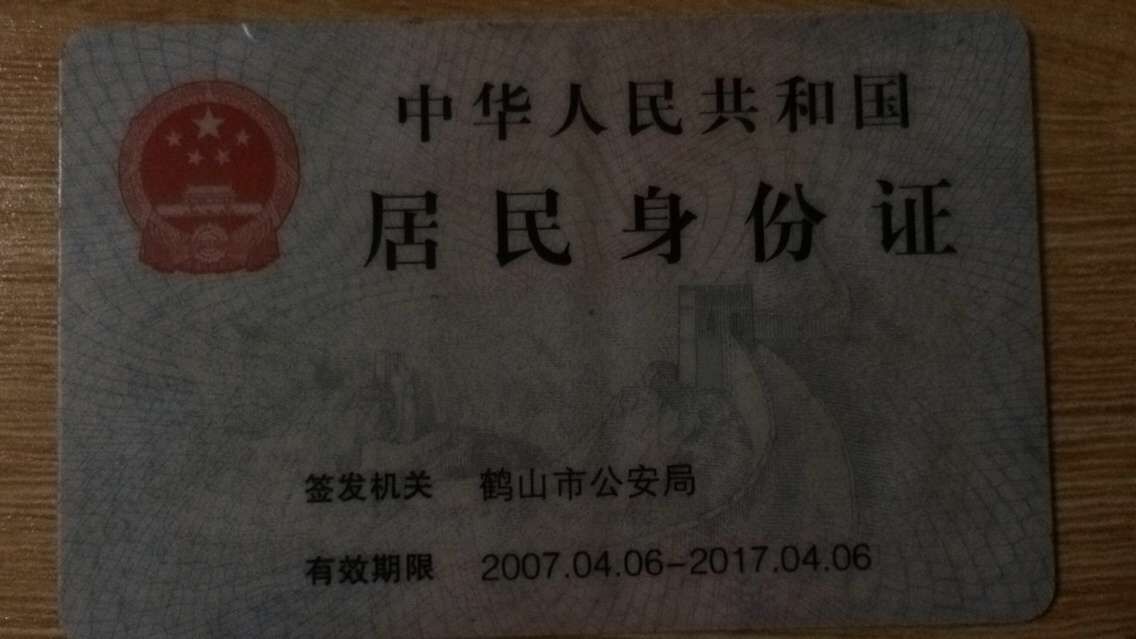 中华人民共和国
居民身份证
签发机关 鹤山市公安局
有效期限 2007.04.06-2017.04.06